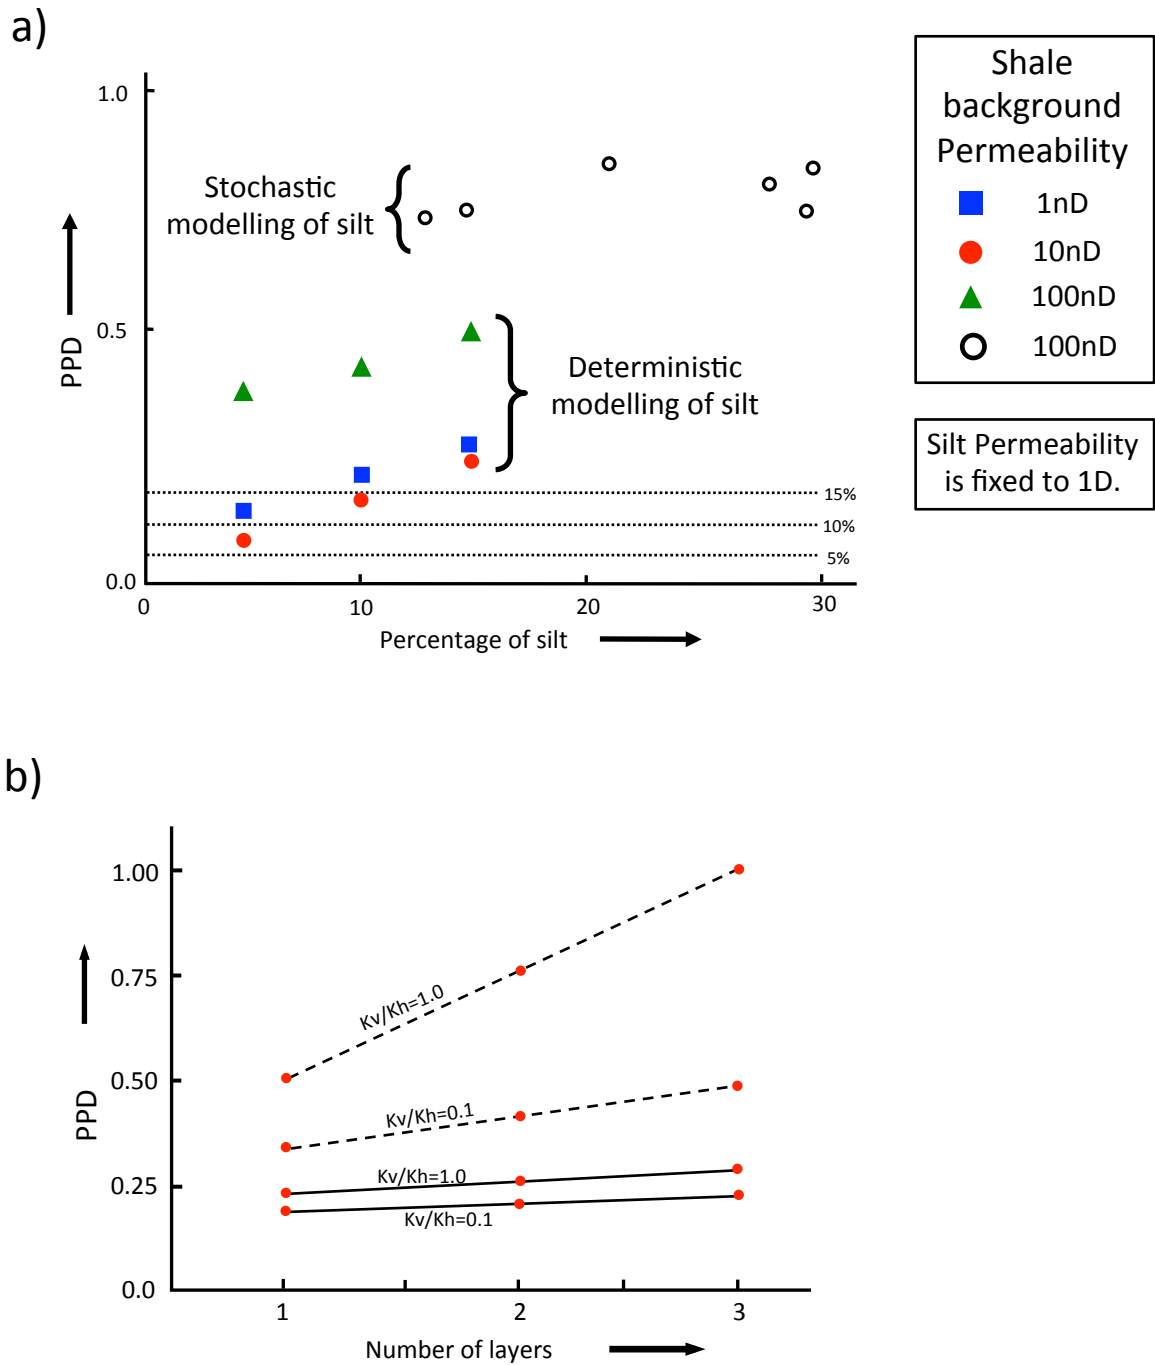 a)
1.0
0.5
0.0
PPD
Stochastic
modelling of silt
Deterministic
modelling of silt
15%
10%
5%
0
10
20
30
Percentage of silt
Shale
background
Permeability
1nD
10nD
100nD
100nD
Silt Permeability
is fixed to 1D.
b)
1.00
0.75
0.50
0.25
0.0
PPD
Kv/Kh=1.0
Kv/Kh=0.1
Kv/Kh=1.0
Kv/Kh=0.1
1
2
3
Number of layers